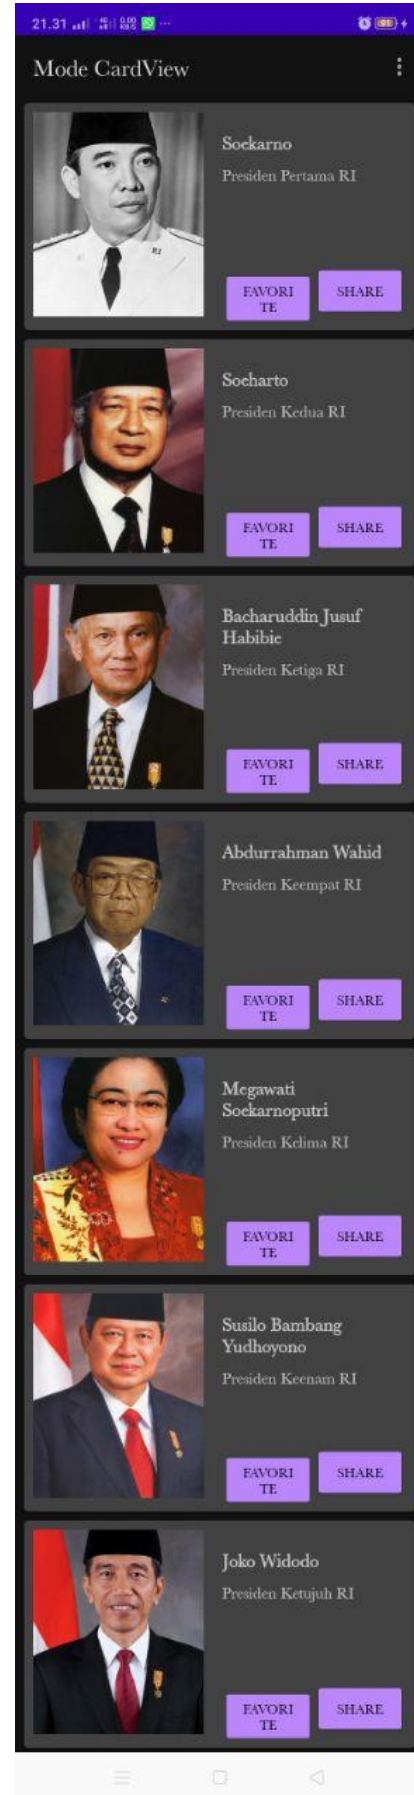 21.31
Mode CardView
Soekarno
Presiden Pertama RI
FAVORI
TE
SHARE
Soeharto
Presiden Kedua RI
FAVORI
TE
SHARE
Bacharuddin Jusuf
Habibie
Presiden Ketiga RI
FAVORI
TE
SHARE
Abdurrahman Wahid
Presiden Keempat RI
FAVORI
TE
SHARE
Megawati
Soekarnoputri
Presiden Kelima RI
FAVORI
TE
SHARE
Susilo Bambang
Yudhoyono
Presiden Keenam RI
FAVORI
TE
SHARE
Joko Widodo
Presiden Ketujuh RI
FAVORI
TE
SHARE